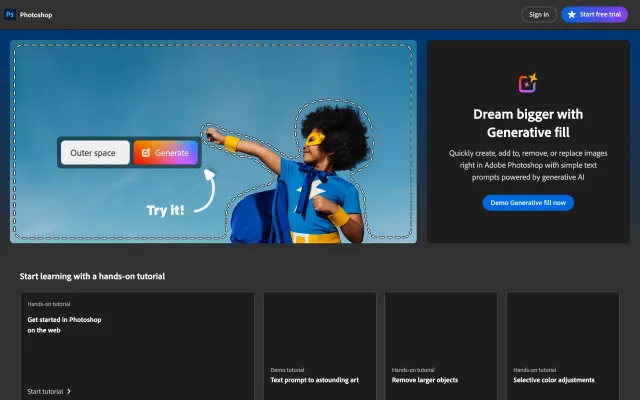 Ps Photoshop
Sign in
Start free trial
Outer space
Generate
Try it!
Dream bigger with
Generative fill
Quickly create, add to, remove, or replace images
right in Adobe Photoshop with simple text
prompts powered by generative AI
Demo Generative fill now
Start learning with a hands-on tutorial
Hands-on tutorial
Get started in Photoshop
on the web
Start tutorial
Demo tutorial
Text prompt to astounding art
Hands-on tutorial
Remove larger objects
Hands-on tutorial
Selective color adjustments